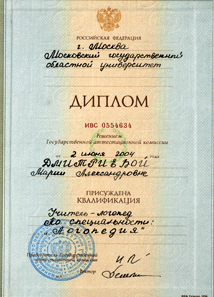 РОССИЙСКАЯ ФЕДЕРАЦИЯ
г. Москва
Московский государственный
областной университет
ДИПЛОМ
ИВС 0554634
Решением
Государственной аттестационной комиссии
от 2 июня 2004
ДМИТРИЕВОЙ
Марии Александровне
ПРИСУЖДЕНА
КВАЛИФИКАЦИЯ
Учитель-логопед
по специальности:
"Логопедия"
Ректор